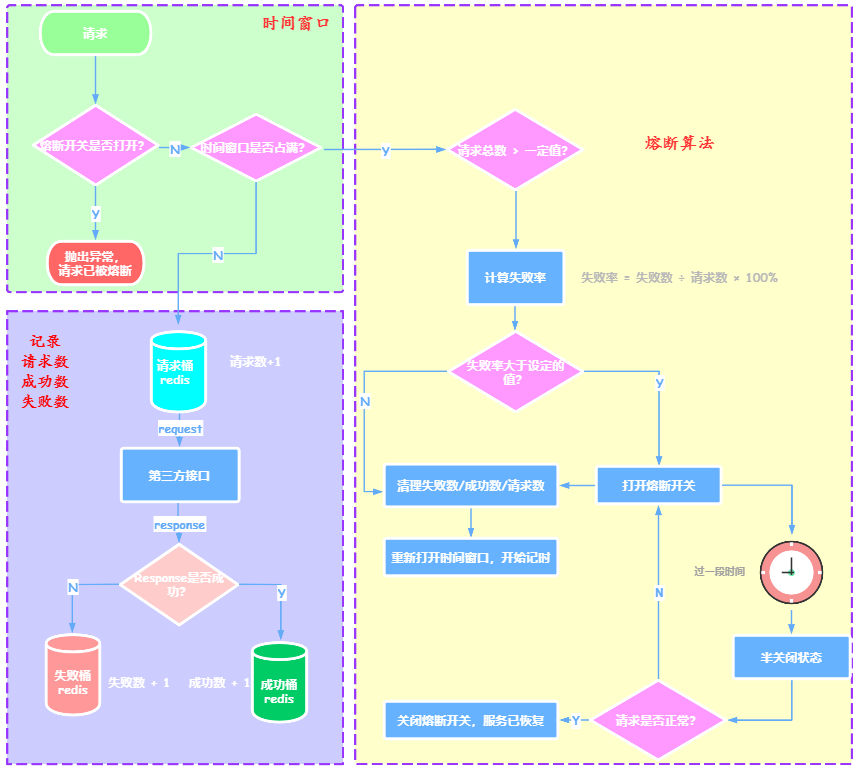 时间窗口
请求
熔断开关是否打开?
N
时间窗口是否占满?
y
y
N
抛出异常,
请求已被熔断
记录
请求数
成功数
失败数
请求桶
redis
请求数+1
request
第三方接口
response
Response是否成
功?
N
y
失败桶
redis
失败数 + 1
成功数 + 1
成功桶
redis
熔断算法
请求总数 > 一定值?
计算失败率
失败率 = 失败数 ÷ 请求数 × 100%
失败率大于设定的
值?
N
y
清理失败数/成功数/请求数
打开熔断开关
重新打开时间窗口，开始记时
过一段时间
N
半关闭状态
请求是否正常?
Y
关闭熔断开关，服务已恢复